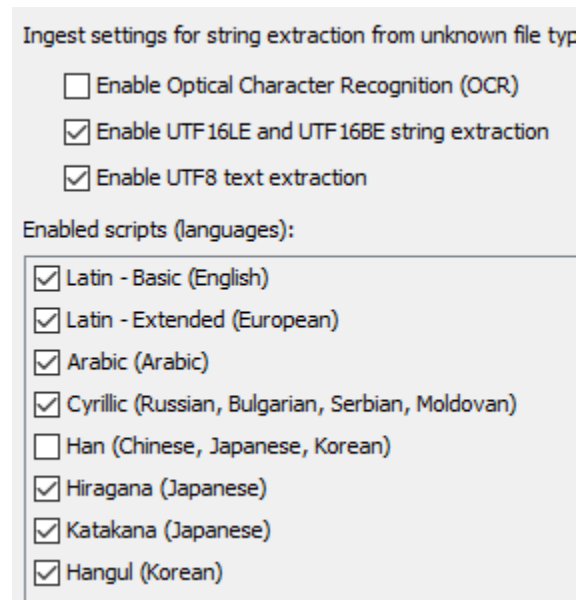 Ingest settings for string extraction from unknown file typ
Enable Optical Character Recognition (OCR)
Enable UTF16LE and UTF16BE string extraction
Enable UTF8 text extraction
Enabled scripts (languages):
Latin - Basic (English)
Latin - Extended (European)
Arabic (Arabic)
Cyrillic (Russian, Bulgarian, Serbian, Moldovan)
Han (Chinese, Japanese, Korean)
Hiragana (Japanese)
Katakana (Japanese)
Hangul (Korean)